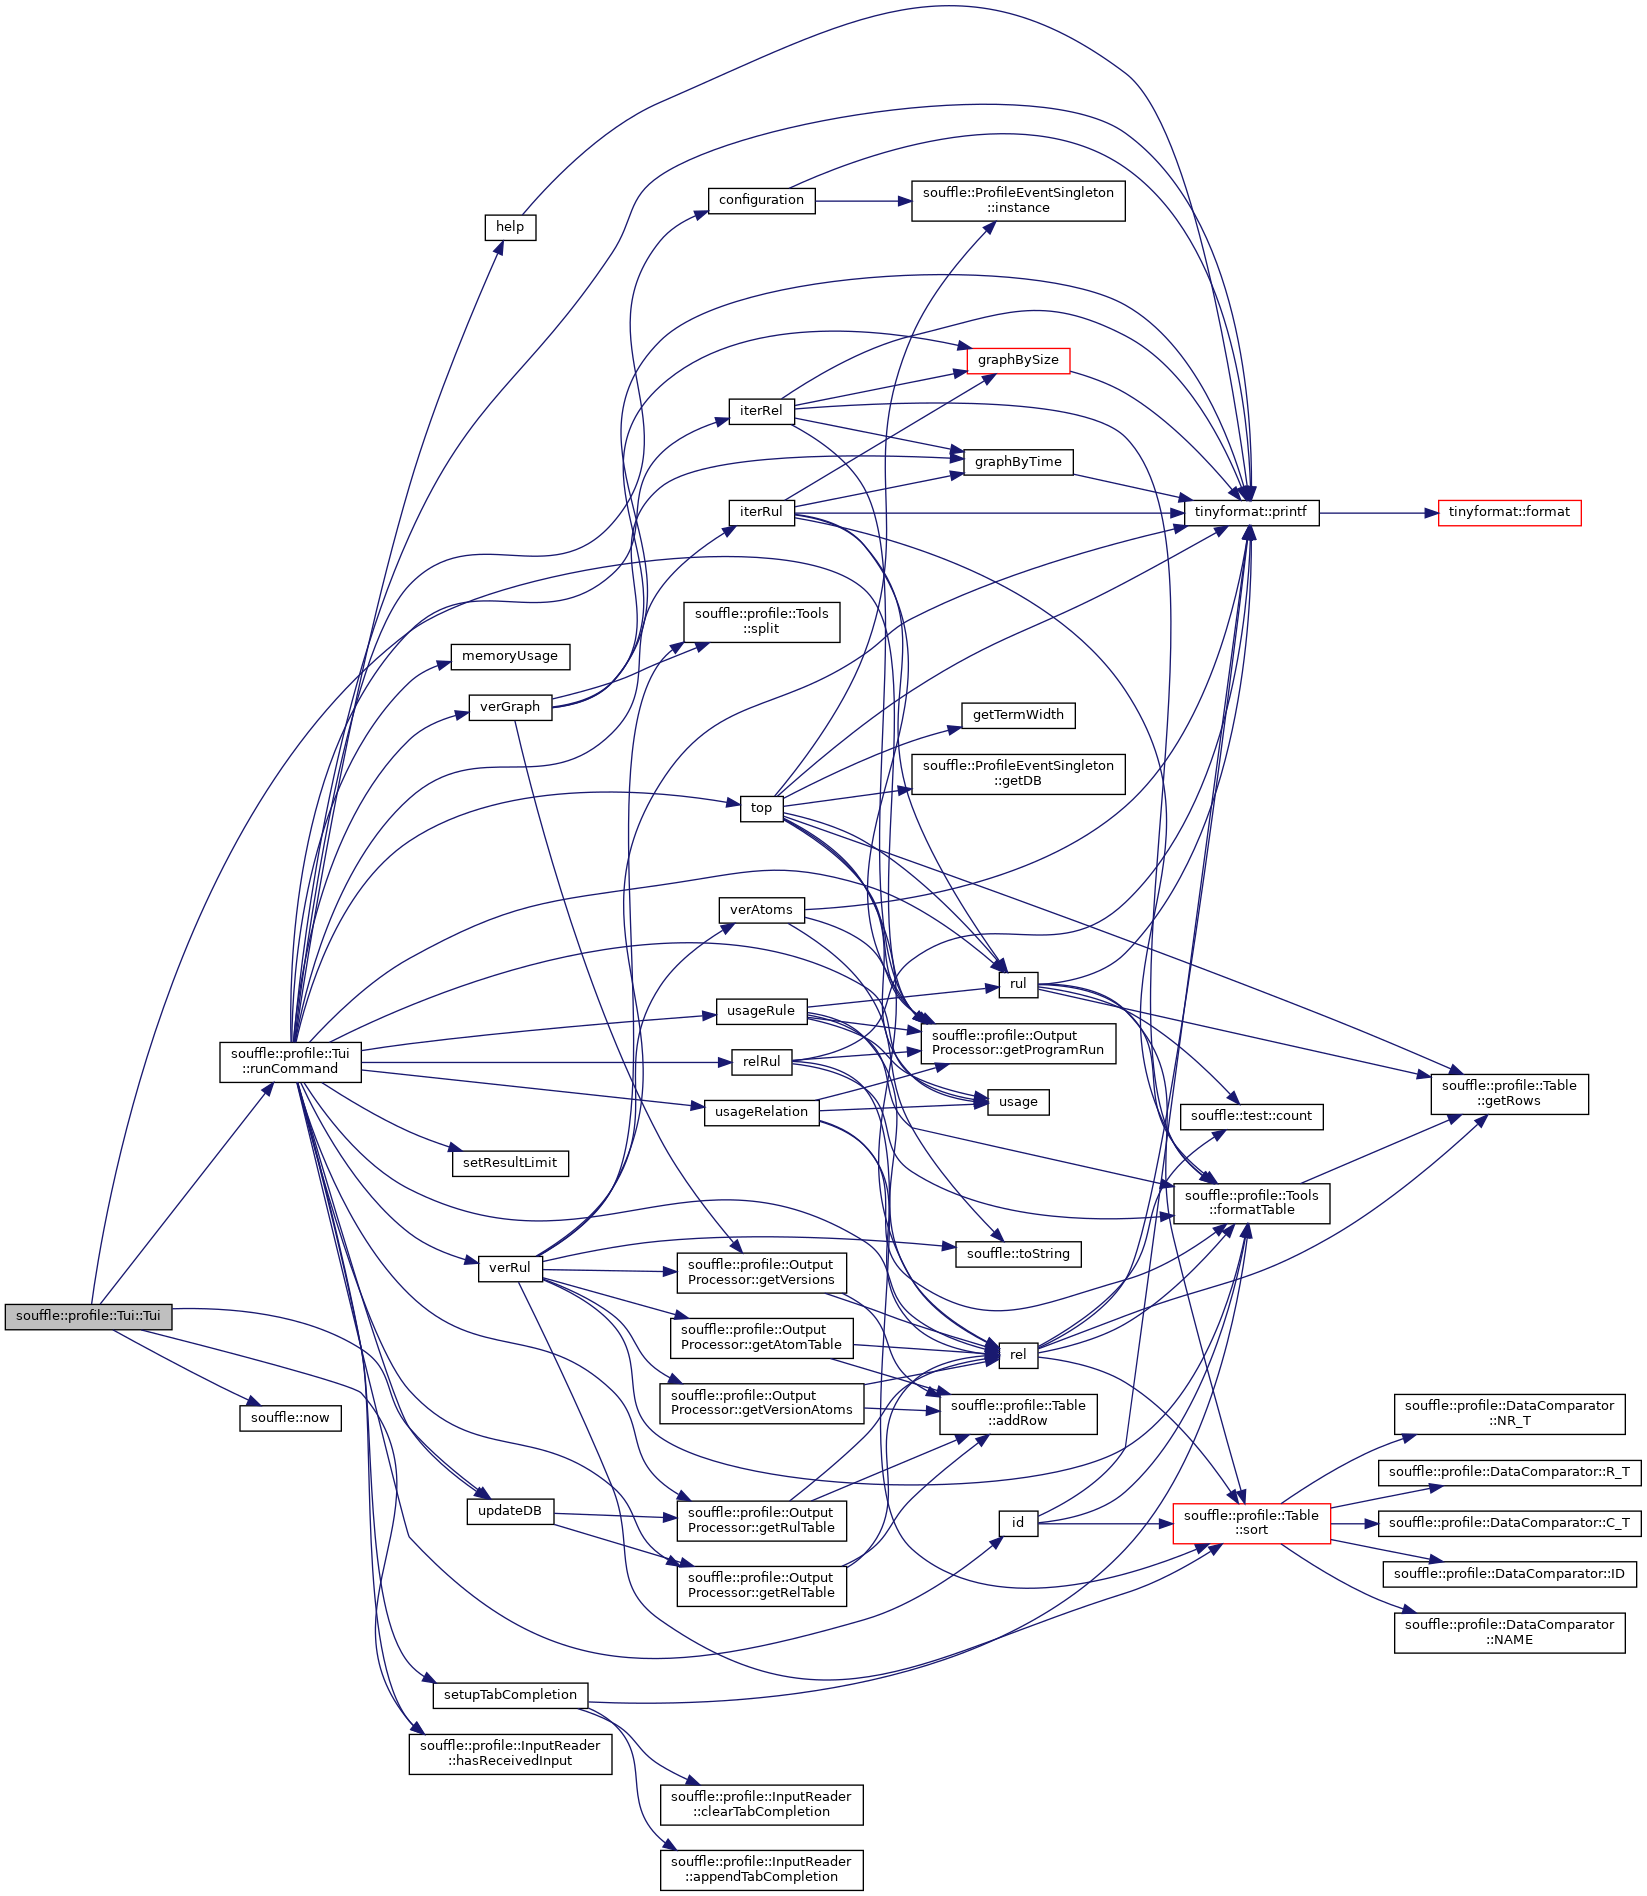 help
configuration
souffle::ProfileEventSingleton
::instance
graphBySize
iterRel
graphByTime
iterRul
tinyformat::printf
tinyformat::format
souffle::profile::Tools
::split
memoryUsage
verGraph
getTermWidth
souffle::ProfileEventSingleton
::getDB
top
verAtoms
rul
usageRule
souffle::profile::Output
Processor::getProgramRun
souffle::profile::Tui
::runCommand
relRul
usage
souffle::profile::Table
::getRows
usageRelation
souffle::test::count
setResultLimit
souffle::profile::Tools
::formatTable
souffle::toString
verRul
souffle::profile::Output
Processor::getVersions
souffle::profile::Tui::Tui
souffle::profile::Output
Processor::getAtomTable
rel
souffle::profile::Output
Processor::getVersionAtoms
souffle::profile::Table
::addRow
souffle::profile::DataComparator
::NR_T
souffle::now
souffle::profile::DataComparator::R_T
updateDB
souffle::profile::Output
Processor::getRulTable
id
souffle::profile::Table
::sort
souffle::profile::DataComparator::C_T
souffle::profile::DataComparator::ID
souffle::profile::Output
Processor::getRelTable
souffle::profile::DataComparator
::NAME
setupTabCompletion
souffle::profile::InputReader
::hasReceivedInput
souffle::profile::InputReader
::clearTabCompletion
souffle::profile::InputReader
::appendTabCompletion